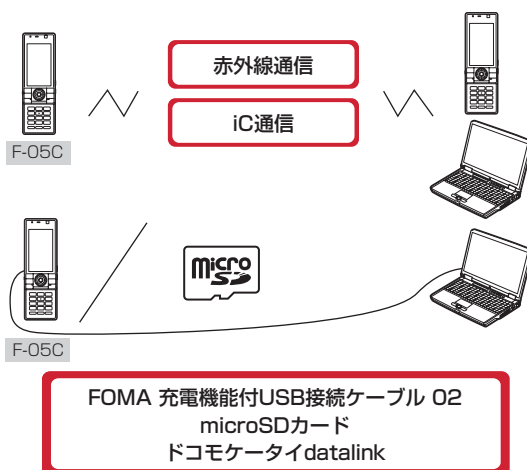 赤外線通信
iC通信
F-05C
micro
SD
F-05C
FOMA 充電機能付USB接続ケーブル 02
microSDカード
ドコモケータイdatalink